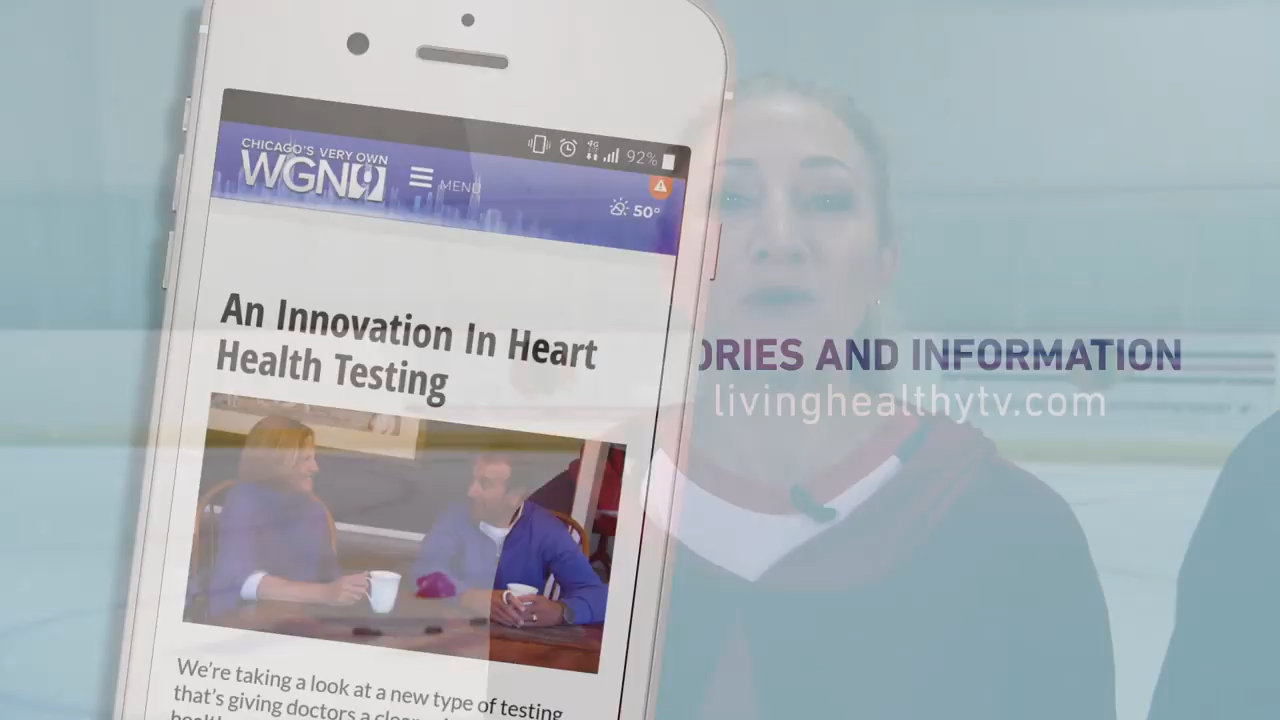 92%
CHICAGO'S VERY OWN
WGN9
MENU
50°
An Innovation In Heart
Health Testing
ORIES AND INFORMATION
livinghealthytv.com
We're taking a look at a new type of testing
that's giving doctors a